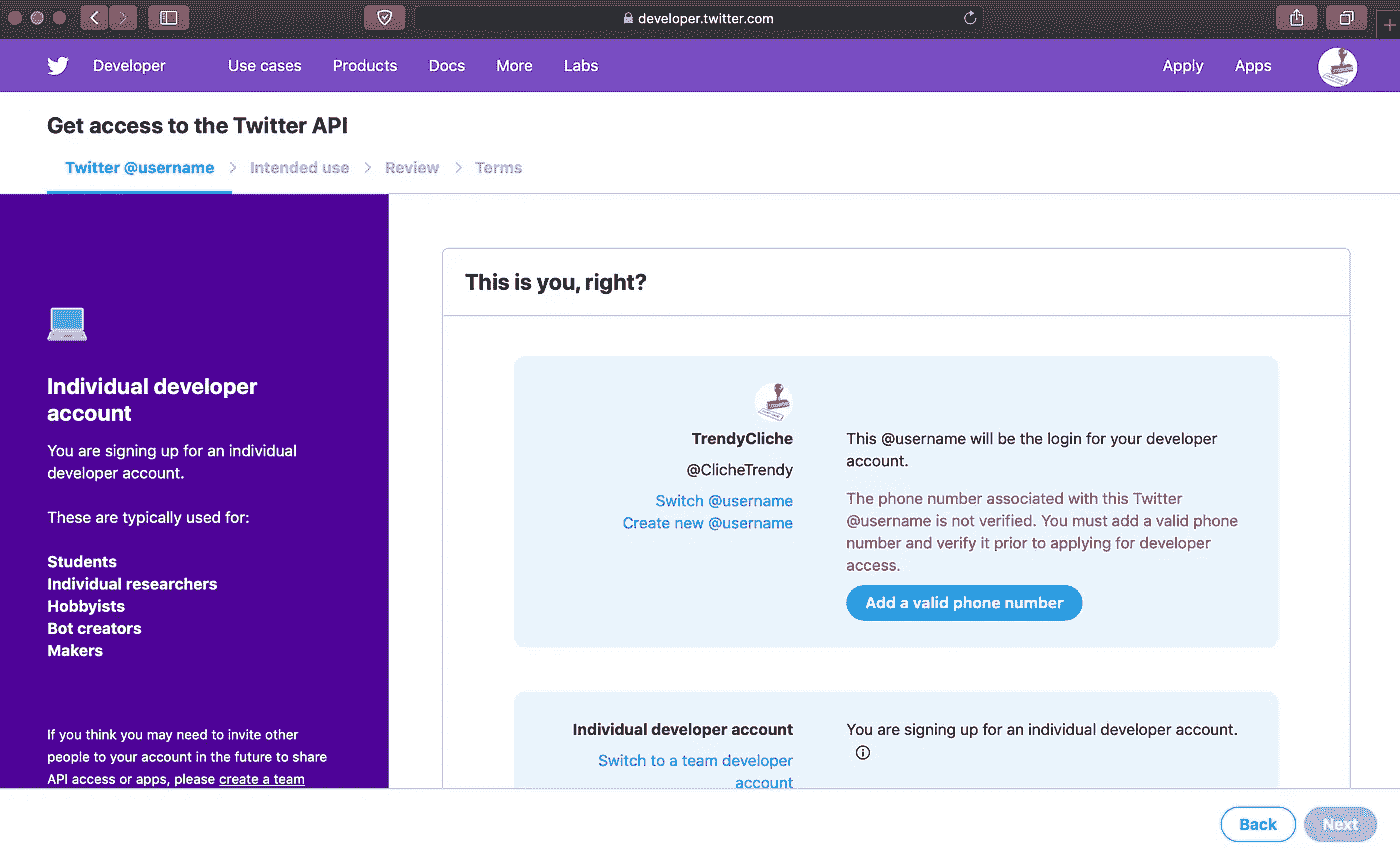 developer.twitter.com
Developer Use cases Products Docs More Labs Apply Apps
Get access to the Twitter API
Twitter @username > Intended use > Review > Terms
Individual developer
account
You are signing up for an individual
developer account.
These are typically used for:
Students
Individual researchers
Hobbyists
Bot creators
Makers
If you think you may need to invite other
people to your account in the future to share
API access or apps, please create a team
This is you, right?
TrendyCliche
@ClicheTrendy
Switch @username
Create new @username
This @username will be the login for your developer
account.
The phone number associated with this Twitter
@username is not verified. You must add a valid phone
number and verify it prior to applying for developer
access.
Add a valid phone number
Individual developer account
Switch to a team developer
account
You are signing up for an individual developer account.
Back
Next